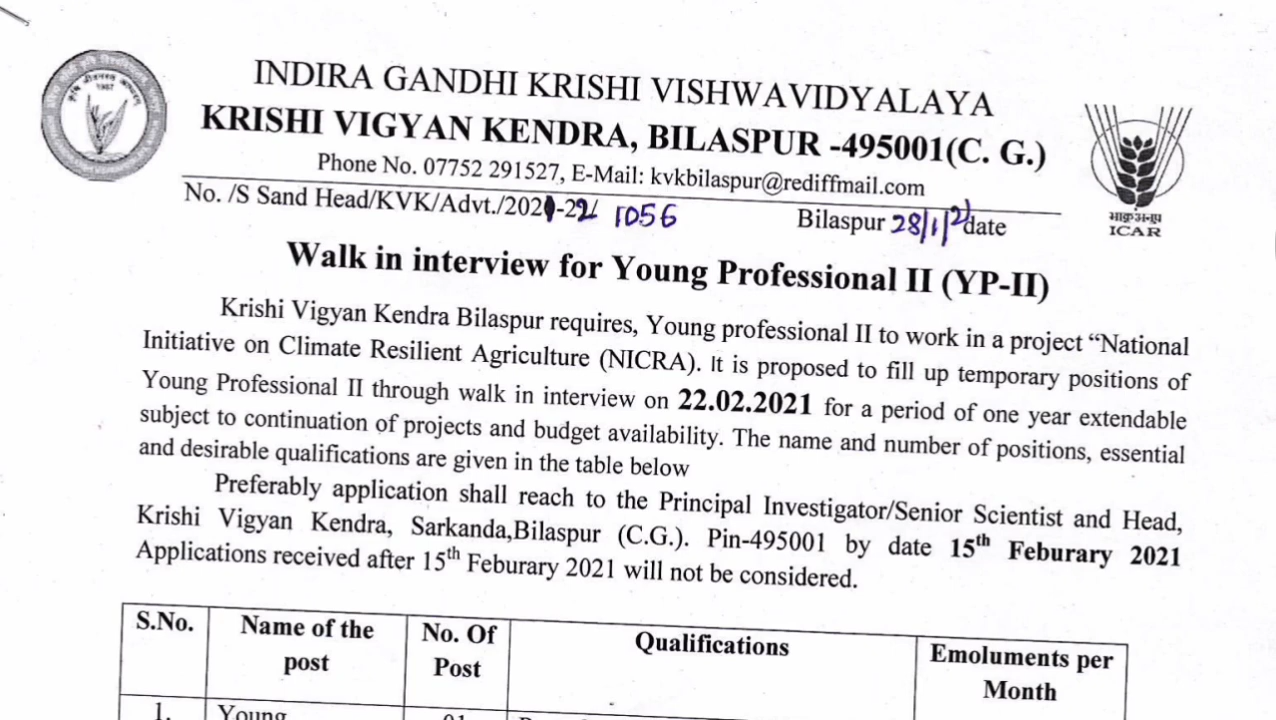 INDIRA GANDHI KRISHI VISHWAVIDYALAYA
KRISHI VIGYAN KENDRA, BILASPUR -495001(C. G.)
Phone No. 07752 291527, E-Mail: kvkbilaspur@rediffmail.com
No. /S Sand Head/KVK/Advt./2021-22/ 1056 Bilaspur 28/1/21 date
भाकृअनुप
ICAR
Walk in interview for Young Professional II (YP-II)
Krishi Vigyan Kendra Bilaspur requires, Young professional II to work in a project “National
Initiative on Climate Resilient Agriculture (NICRA). It is proposed to fill up temporary positions of
Young Professional II through walk in interview on 22.02.2021 for a period of one year extendable
subject to continuation of projects and budget availability. The name and number of positions, essential
and desirable qualifications are given in the table below
Preferably application shall reach to the Principal Investigator/Senior Scientist and Head,
Krishi Vigyan Kendra, Sarkanda,Bilaspur (C.G.). Pin-495001 by date 15th Feburary 2021
Applications received after 15th Feburary 2021 will not be considered.
S.No. Name of the post No. Of Post Qualifications Emoluments per Month
1. Young 01